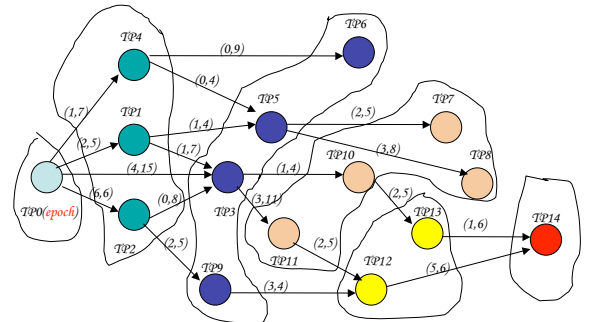 TP6
TP4
(0,9)
(0,4)
TP5
TP7
(1,7)
TP1
(2,5)
(2,5)
(1,4)
(3,8)
(1,7)
TP10
TP8
(4,15)
(1,4)
(6,6)
(0,8)
(3,11)
(2,5)
TP0(epoch)
TP3
TP13
TP14
(1,6)
TP2
(2,5)
(2,5)
TP11
TP12
(5,6)
TP9
(3,4)